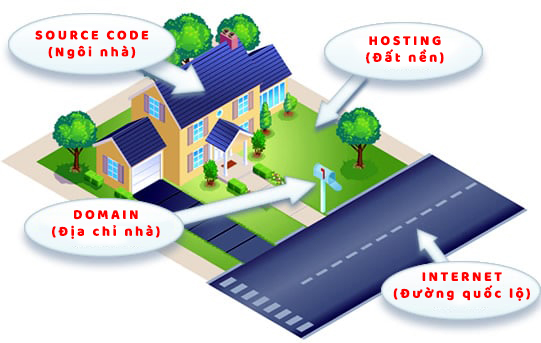 SOURCE CODE
(Ngôi nhà)
HOSTING
(Đất nền)
DOMAIN
(Địa chỉ nhà)
INTERNET
(Đường quốc lộ)